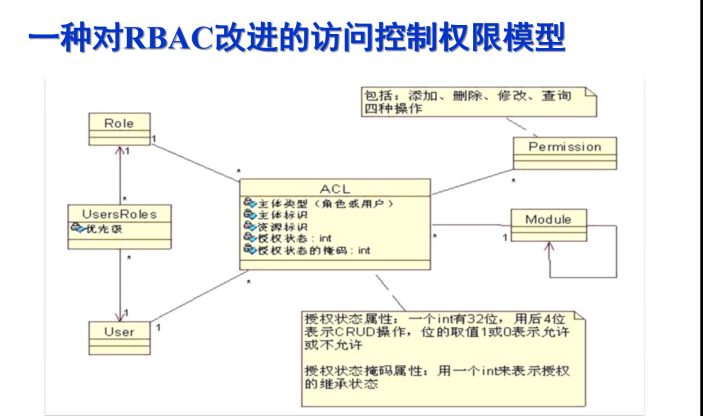 一种对RBAC改进的访问控制权限模型
包括：添加、删除、修改、查询
四种操作
Role
1
Permission
1
*
*
*
ACL
主体类型（角色或用户）
主体标识
资源标识
授权状态：int
授权状态的掩码：int
UsersRoles
优先级
Module
*
1
*
*
1
User
1
授权状态属性：一个int有32位，用后4位
表示CRUD操作，位的取值1或0表示允许
或不允许
授权状态掩码属性：用一个int来表示授权
的继承状态